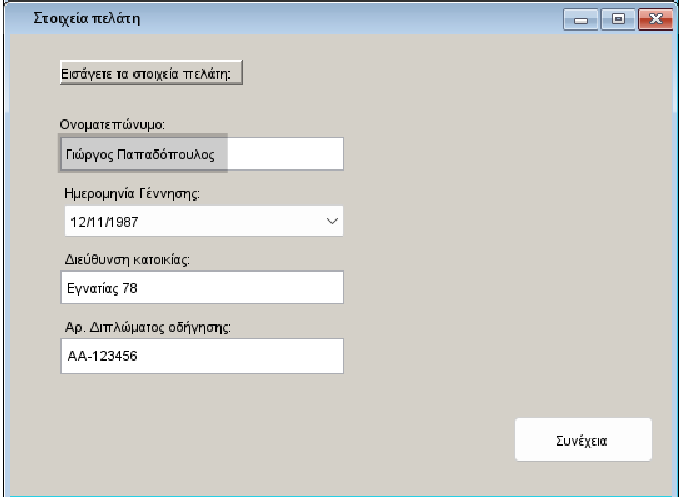 Στοιχεία πελάτη
Εισάγετε τα στοιχεία πελάτη:
Ονοματεπώνυμο:
Γιώργος Παπαδόπουλος
Ημερομηνία Γέννησης:
12/11/1987
Διεύθυνση κατοικίας:
Εγνατίας 78
Αρ. Διπλώματος οδήγησης:
ΑΑ-123456
Συνέχεια